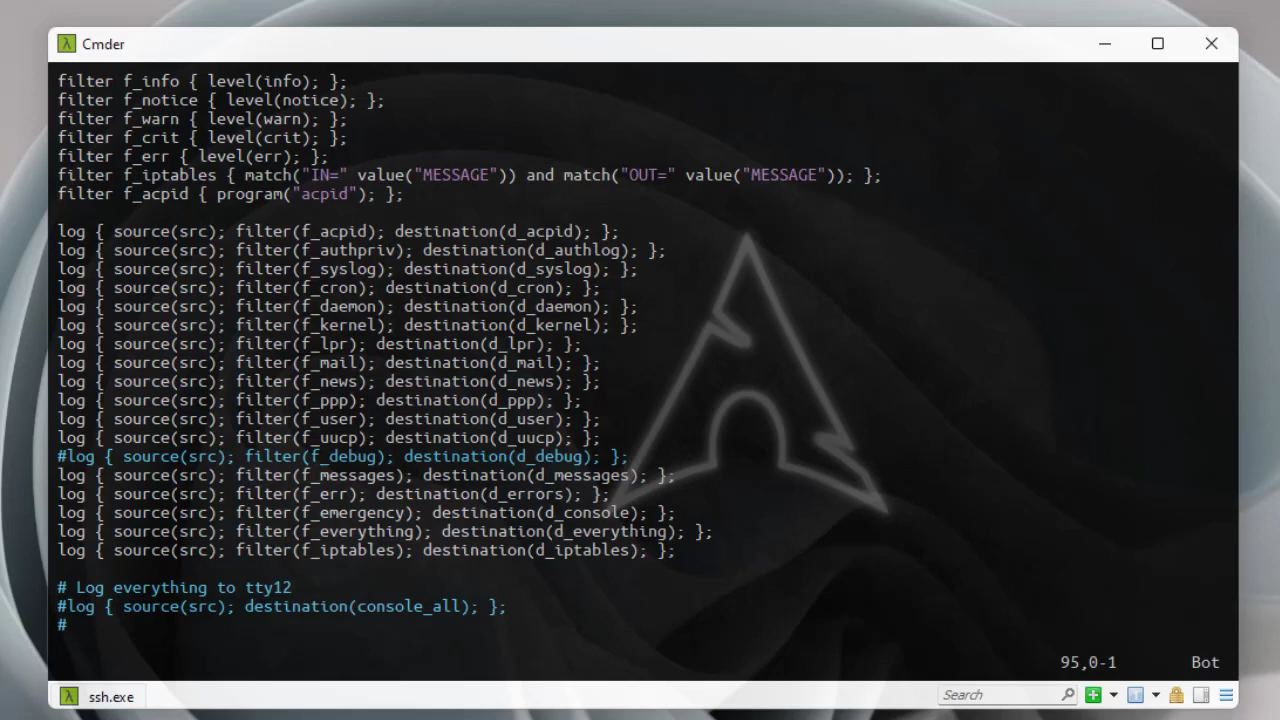 Cmder
filter f_info { level(info); };
filter f_notice { level(notice); };
filter f_warn { level(warn); };
filter f_crit { level(crit); };
filter f_err { level(err); };
filter f_iptables { match("IN=" value("MESSAGE")) and match("OUT=" value("MESSAGE")); };
filter f_acpid { program("acpid"); };
log { source(src); filter(f_acpid); destination(d_acpid); };
log { source(src); filter(f_authpriv); destination(d_authlog); };
log { source(src); filter(f_syslog); destination(d_syslog); };
log { source(src); filter(f_cron); destination(d_cron); };
log { source(src); filter(f_daemon); destination(d_daemon); };
log { source(src); filter(f_kernel); destination(d_kernel); };
log { source(src); filter(f_lpr); destination(d_lpr); };
log { source(src); filter(f_mail); destination(d_mail); };
log { source(src); filter(f_news); destination(d_news); };
log { source(src); filter(f_ppp); destination(d_ppp); };
log { source(src); filter(f_user); destination(d_user); };
log { source(src); filter(f_uucp); destination(d_uucp); };
#log { source(src); filter(f_debug); destination(d_debug); };
log { source(src); filter(f_messages); destination(d_messages); };
log { source(src); filter(f_err); destination(d_errors); };
log { source(src); filter(f_emergency); destination(d_console); };
log { source(src); filter(f_everything); destination(d_everything); };
log { source(src); filter(f_iptables); destination(d_iptables); };
# Log everything to tty12
#log { source(src); destination(console_all); };
#
95,0-1 Bot
ssh.exe Search